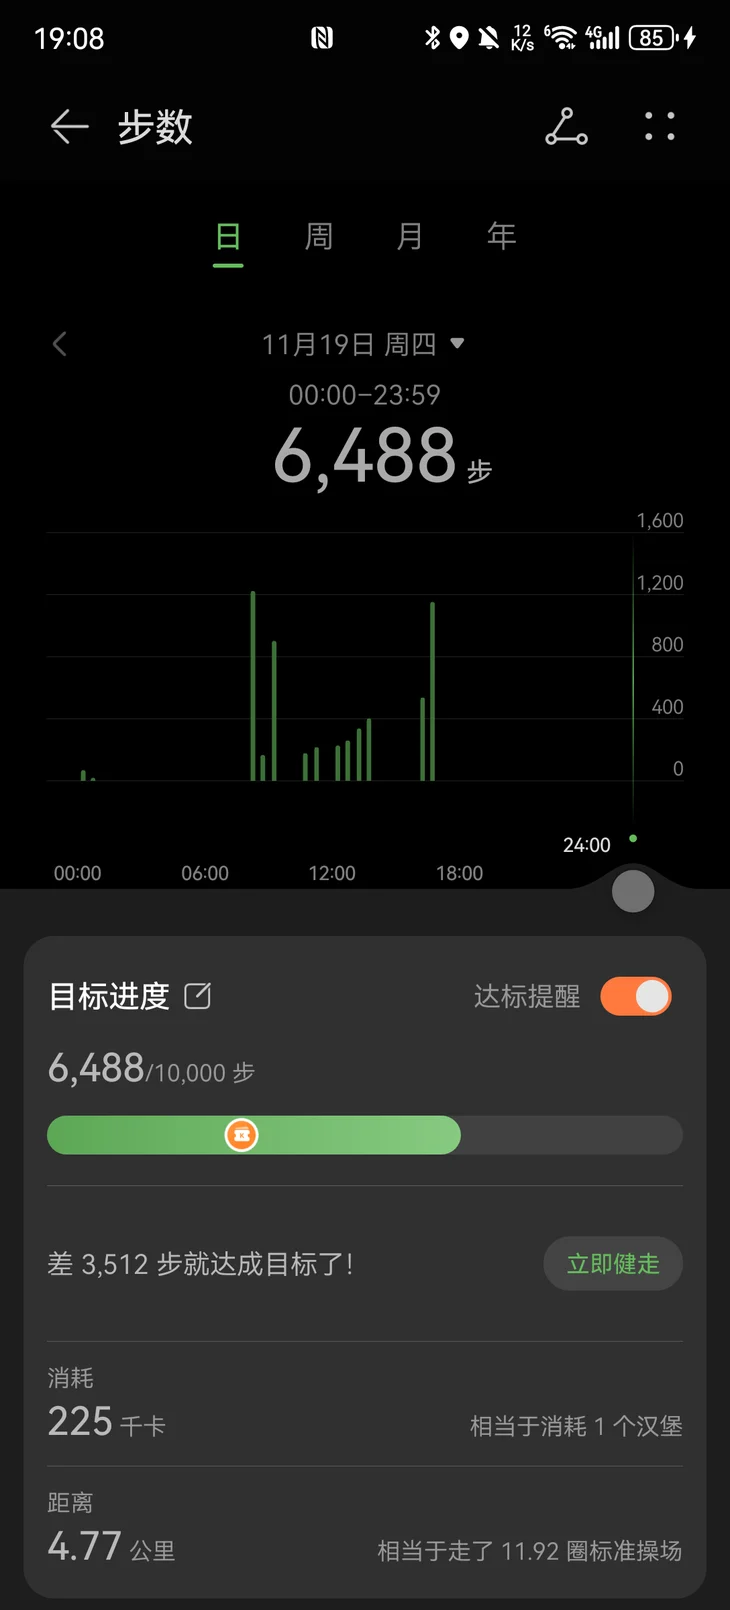 19:08 12 K/s 6 4G 85
步数
日 周 月 年
11月19日 周四
00:00–23:59
6,488 步
1,600
1,200
800
400
0
24:00
00:00 06:00 12:00 18:00
目标进度 达标提醒
6,488/10,000 步
差 3,512 步就达成目标了! 立即健走
消耗
225 千卡 相当于消耗 1 个汉堡
距离
4.77 公里 相当于走了 11.92 圈标准操场